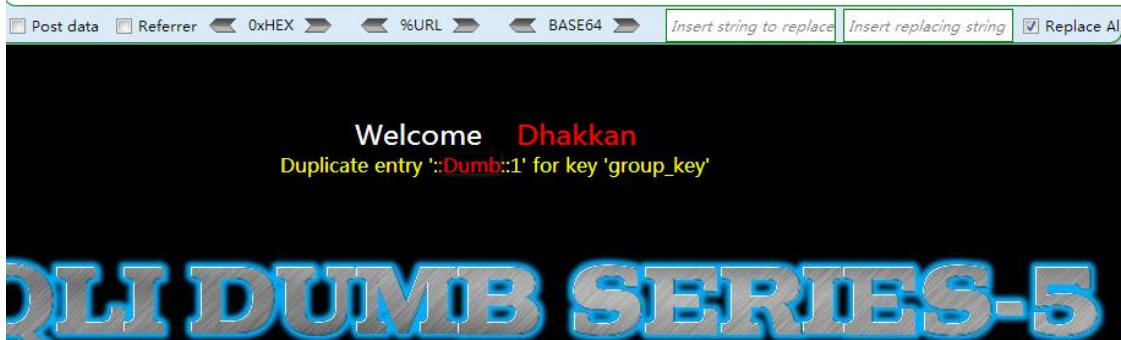 Post data Referrer 0xHEX %URL BASE64 Insert string to replace Insert replacing string Replace Al
Welcome Dhakkan
Duplicate entry '::Dumb::1' for key 'group_key'
QLI DUMB SERIES-5